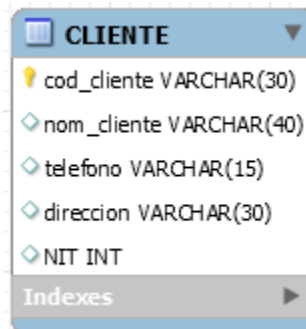 CLIENTE
cod_cliente VARCHAR(30)
nom_cliente VARCHAR(40)
telefono VARCHAR(15)
direccion VARCHAR(30)
NIT INT
Indexes